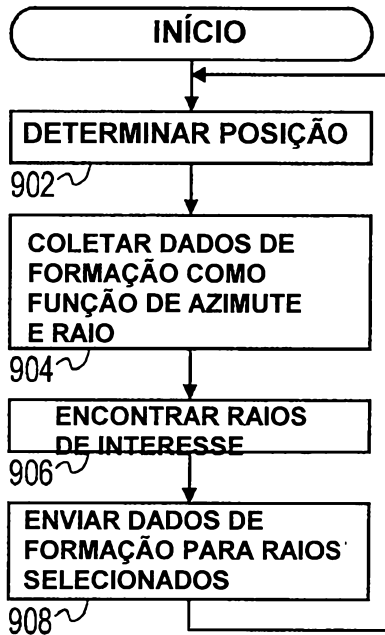 INÍCIO
DETERMINAR POSIÇÃO
902
COLETAR DADOS DE
FORMAÇÃO COMO
FUNÇÃO DE AZIMUTE
E RAIO
904
ENCONTRAR RAIOS
DE INTERESSE
906
ENVIAR DADOS DE
FORMAÇÃO PARA RAIOS
SELECIONADOS
908